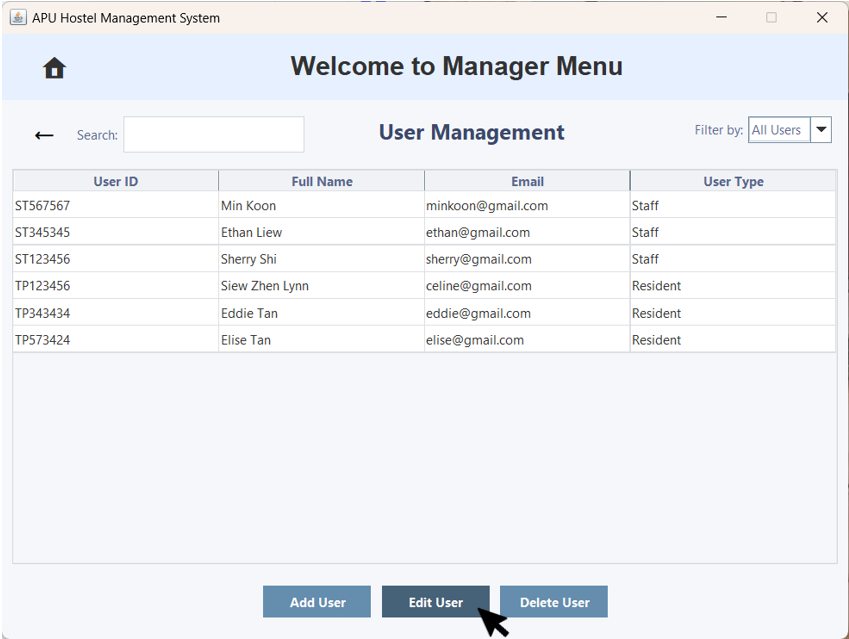 APU Hostel Management System
Welcome to Manager Menu
Search:
User Management
Filter by: All Users
User ID Full Name Email User Type
ST567567 Min Koon minkoon@gmail.com Staff
ST345345 Ethan Liew ethan@gmail.com Staff
ST123456 Sherry Shi sherry@gmail.com Staff
TP123456 Siew Zhen Lynn celine@gmail.com Resident
TP343434 Eddie Tan eddie@gmail.com Resident
TP573424 Elise Tan elise@gmail.com Resident
Add User Edit User Delete User